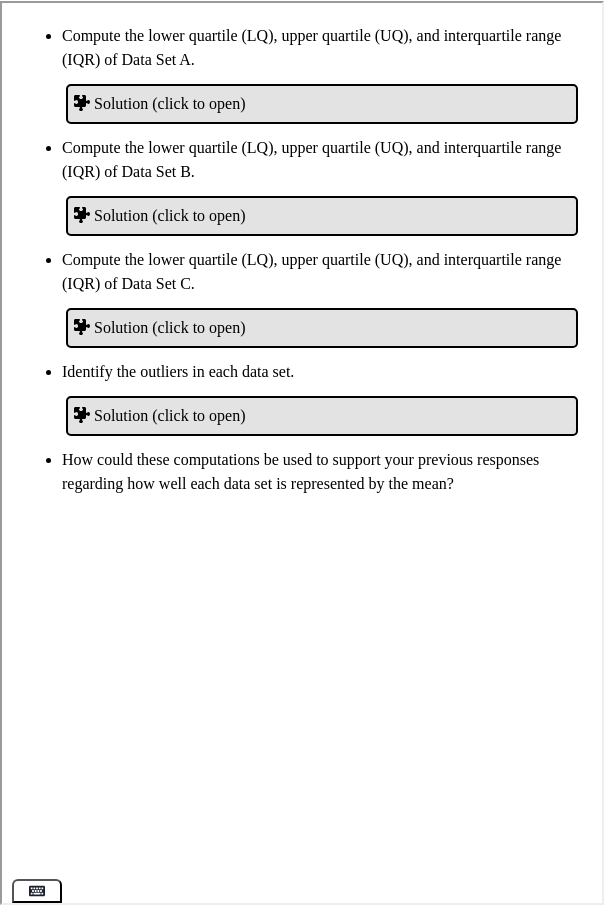 Compute the lower quartile (LQ), upper quartile (UQ), and interquartile range
(IQR) of Data Set A.
Solution (click to open)
Compute the lower quartile (LQ), upper quartile (UQ), and interquartile range
(IQR) of Data Set B.
Solution (click to open)
Compute the lower quartile (LQ), upper quartile (UQ), and interquartile range
(IQR) of Data Set C.
Solution (click to open)
Identify the outliers in each data set.
Solution (click to open)
How could these computations be used to support your previous responses
regarding how well each data set is represented by the mean?